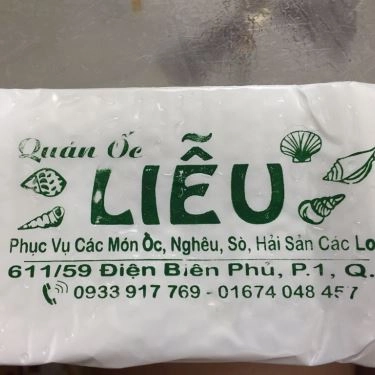 Quán Ốc
LIỄU
Phục Vụ Các Món Ốc, Nghêu, Sò, Hải Sản Các Lo
611/59 Điện Biên Phủ, P.1, Q.
0933 917 769 - 01674 048 457